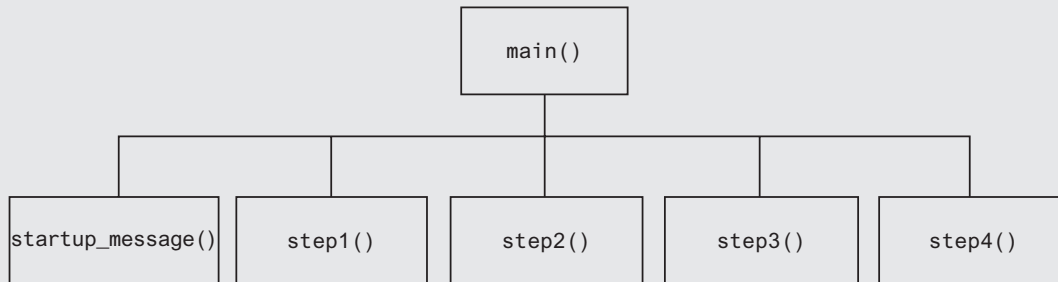 main()
startup_message()
step1()
step2()
step3()
step4()